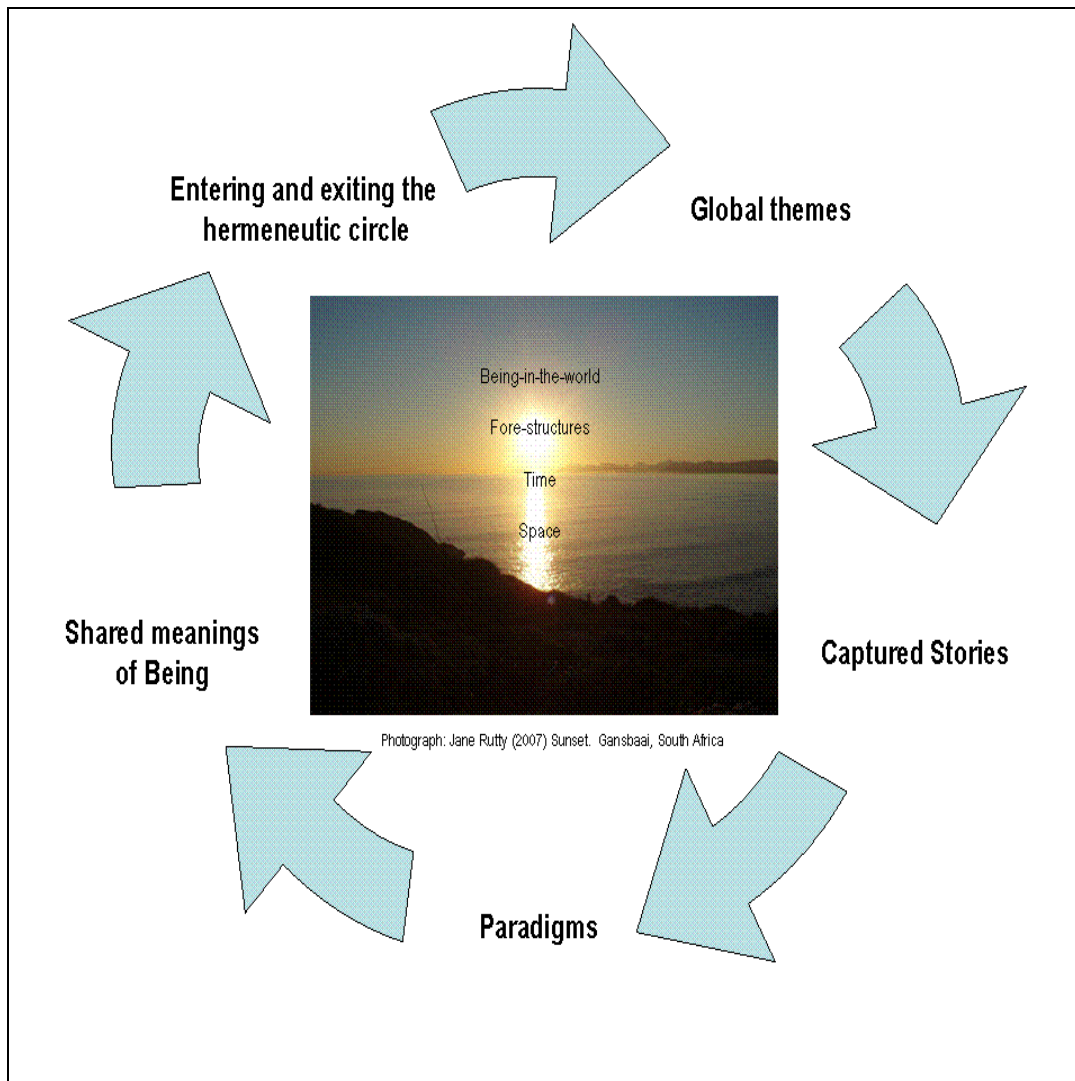 Entering and exiting the
hermeneutic circle
Global themes
Being-in-the-world
Fore-structures
Time
Space
Shared meanings
of Being
Captured Stories
Photograph: Jane Rutty (2007) Sunset. Gansbaai, South Africa
Paradigms